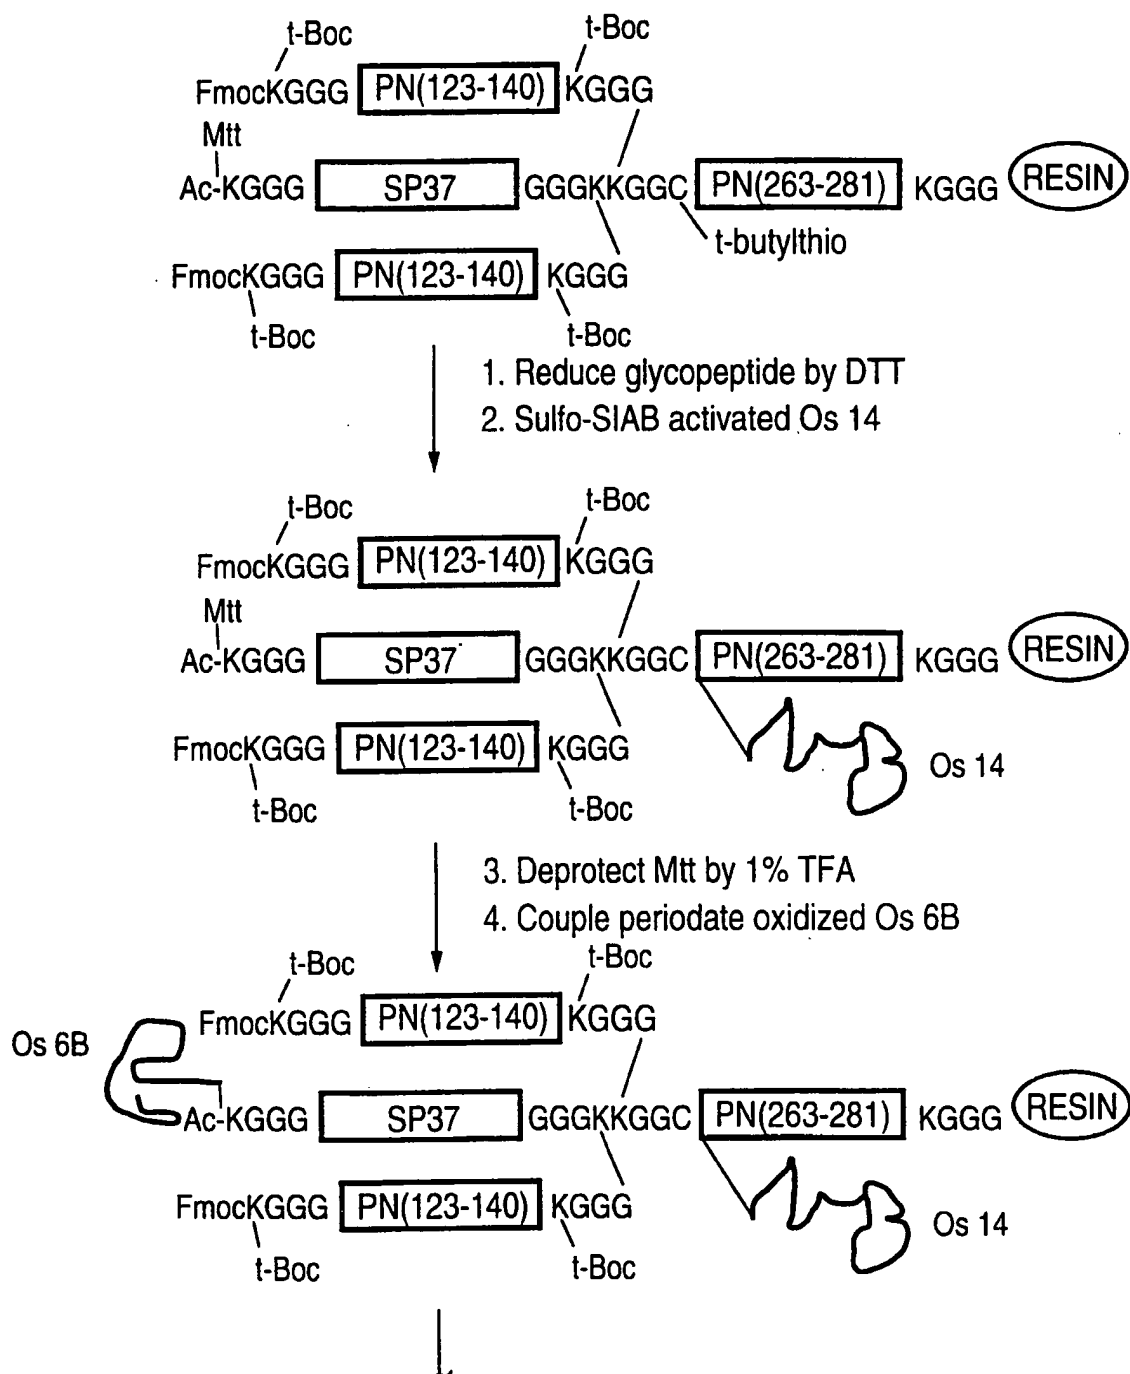 t-Boc t-Boc
FmocKGGG PN(123-140) KGGG
Mtt
Ac-KGGG SP37 GGGKKGGC PN(263-281) KGGG RESIN
t-butylthio
FmocKGGG PN(123-140) KGGG
t-Boc t-Boc
1. Reduce glycopeptide by DTT
2. Sulfo-SIAB activated Os 14
t-Boc t-Boc
FmocKGGG PN(123-140) KGGG
Mtt
Ac-KGGG SP37 GGGKKGGC PN(263-281) KGGG RESIN
FmocKGGG PN(123-140) KGGG Os 14
t-Boc t-Boc
3. Deprotect Mtt by 1% TFA
4. Couple periodate oxidized Os 6B
t-Boc t-Boc
FmocKGGG PN(123-140) KGGG
Os 6B
Ac-KGGG SP37 GGGKKGGC PN(263-281) KGGG RESIN
FmocKGGG PN(123-140) KGGG Os 14
t-Boc t-Boc